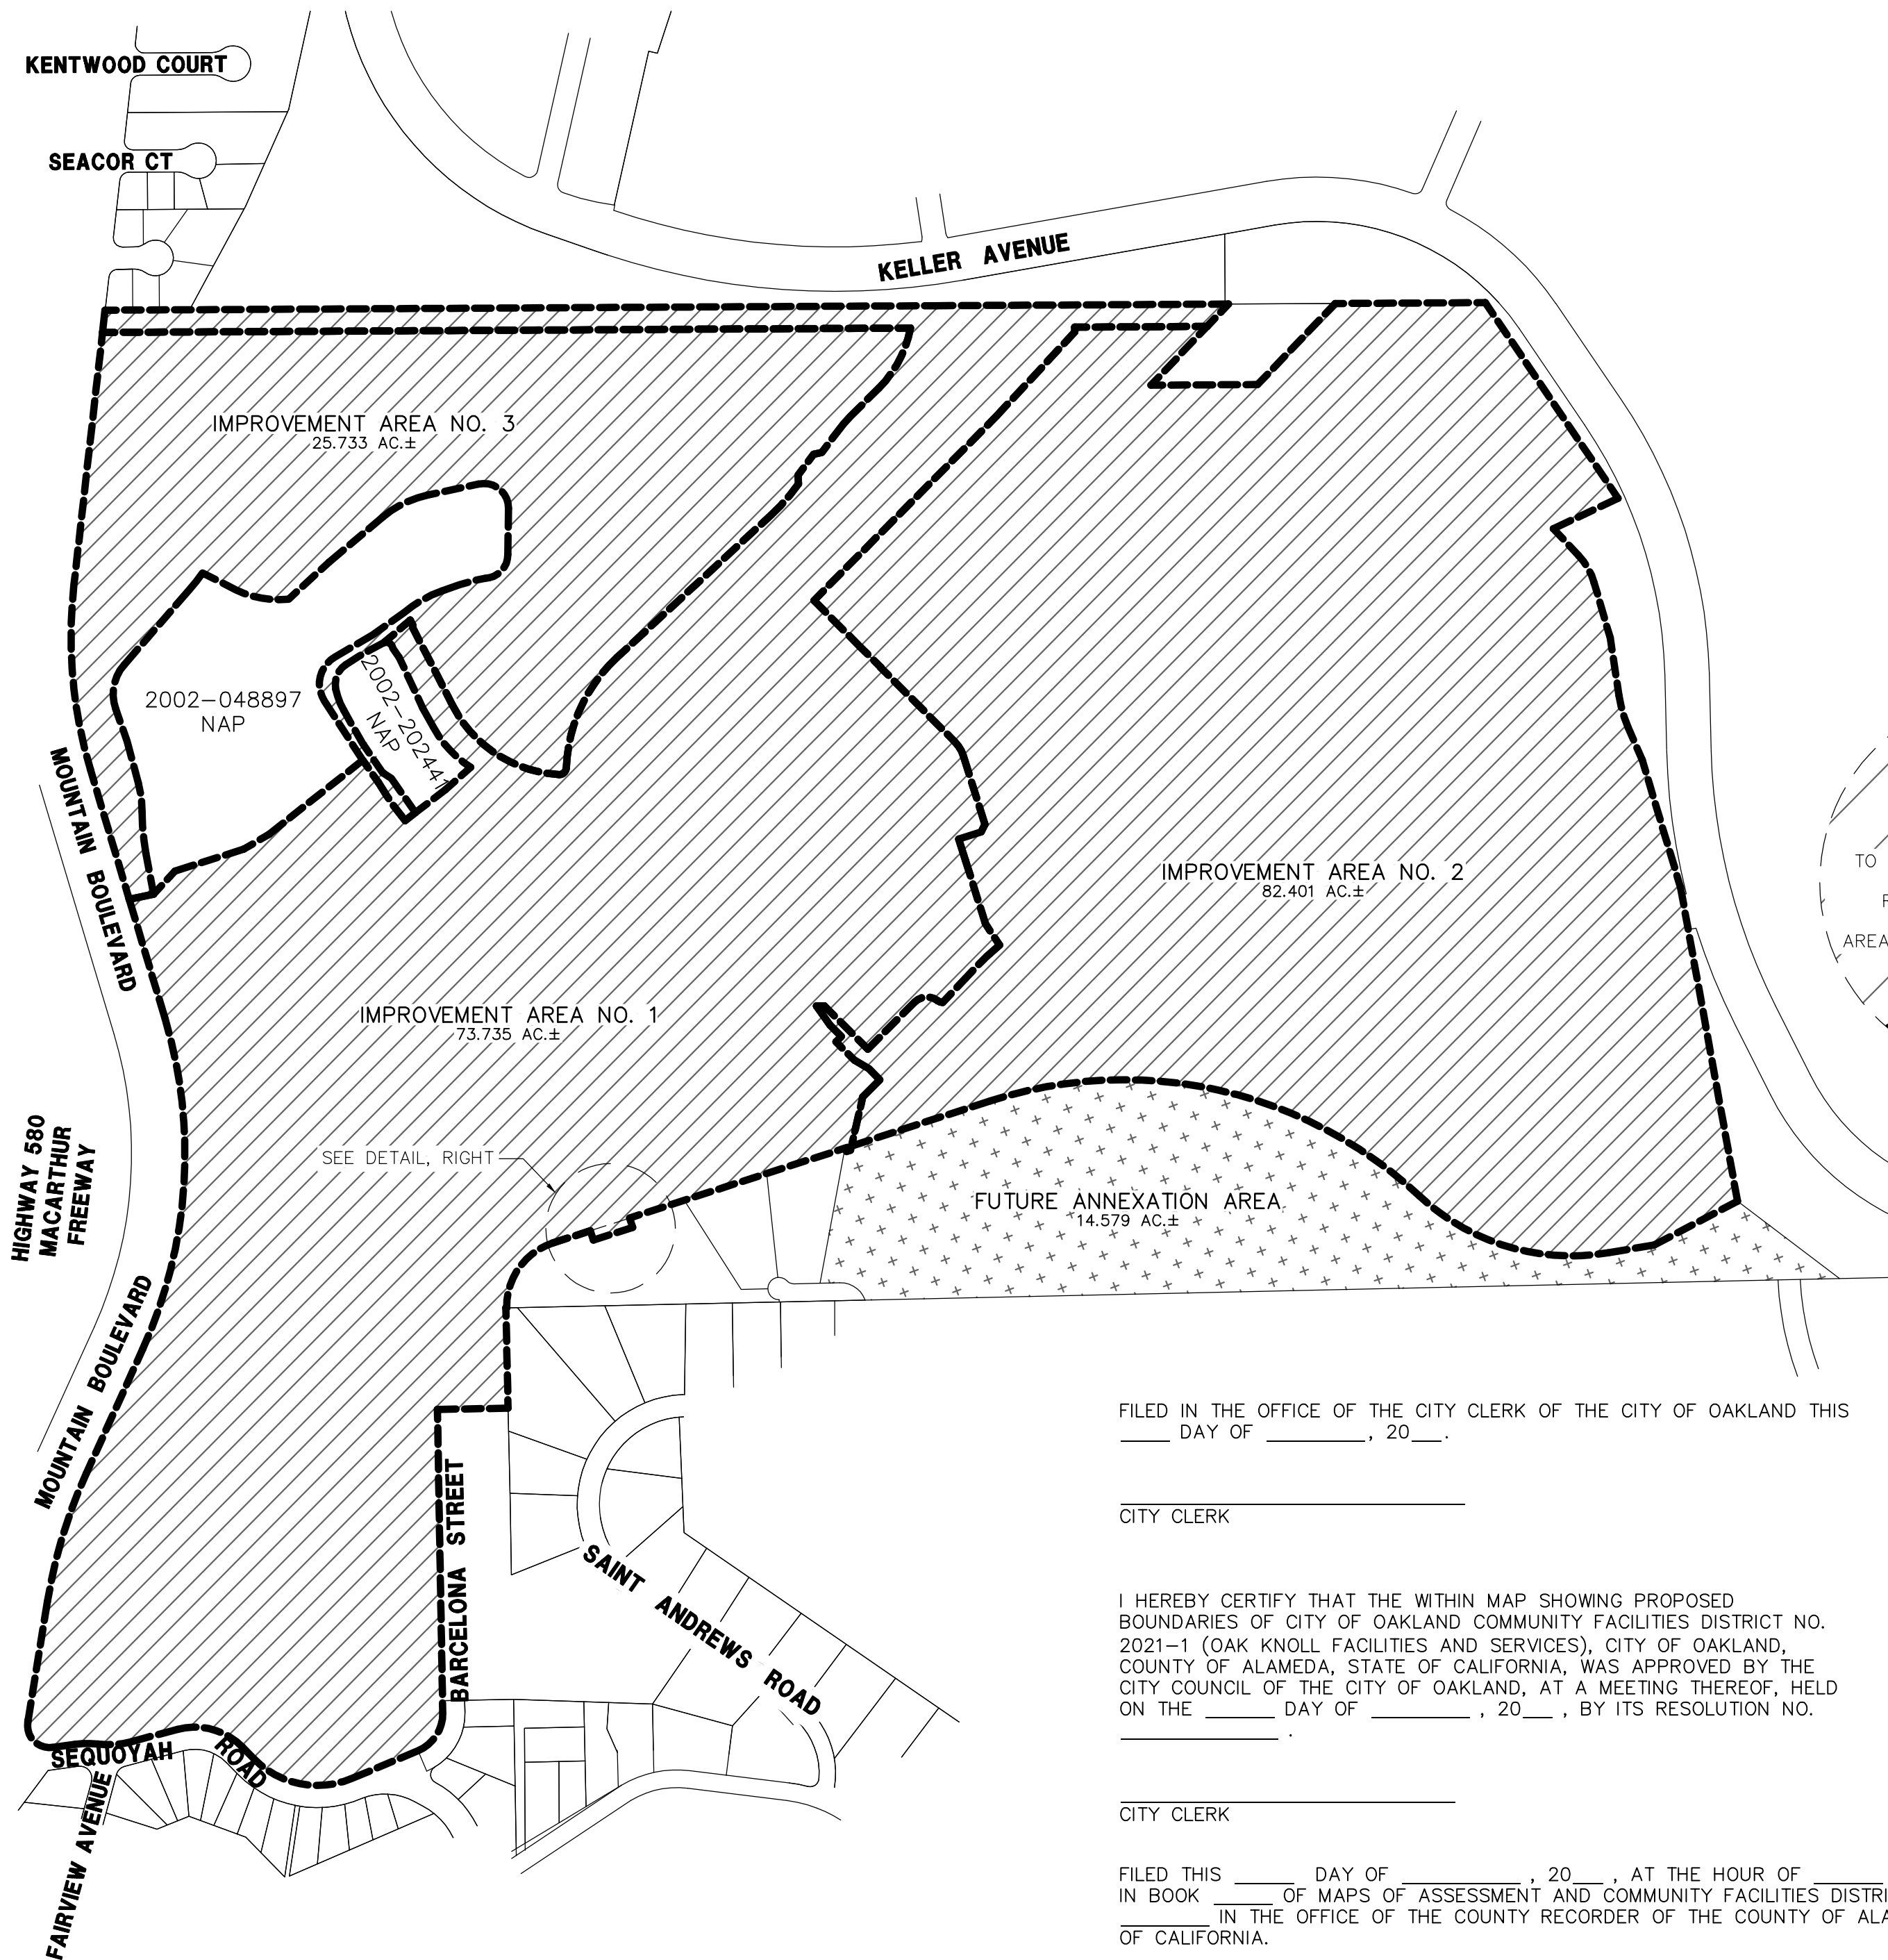 KENTWOOD COURT
SEACOR CT
KELLER AVENUE
IMPROVEMENT AREA NO. 3
25.733 AC.±
2002-048897
NAP
2002-202441
NAP
MOUNTAIN BOULEVARD
IMPROVEMENT AREA NO. 2
82.401 AC.±
TO
AREA
IMPROVEMENT AREA NO. 1
73.735 AC.±
HIGHWAY 580
MACARTHUR
FREEWAY
SEE DETAIL, RIGHT
FUTURE ANNEXATION AREA
14.579 AC.±
MOUNTAIN BOULEVARD
BARCELONA STREET
SAINT ANDREWS ROAD
SEQUOYAH ROAD
FAIRVIEW AVENUE
FILED IN THE OFFICE OF THE CITY CLERK OF THE CITY OF OAKLAND THIS
____ DAY OF ________, 20__.
CITY CLERK
I HEREBY CERTIFY THAT THE WITHIN MAP SHOWING PROPOSED
BOUNDARIES OF CITY OF OAKLAND COMMUNITY FACILITIES DISTRICT NO.
2021-1 (OAK KNOLL FACILITIES AND SERVICES), CITY OF OAKLAND,
COUNTY OF ALAMEDA, STATE OF CALIFORNIA, WAS APPROVED BY THE
CITY COUNCIL OF THE CITY OF OAKLAND, AT A MEETING THEREOF, HELD
ON THE ______ DAY OF ________ , 20__ , BY ITS RESOLUTION NO.
____________ .
CITY CLERK
FILED THIS _____ DAY OF __________ , 20__ , AT THE HOUR OF ______
IN BOOK _____ OF MAPS OF ASSESSMENT AND COMMUNITY FACILITIES DISTRI
_______ IN THE OFFICE OF THE COUNTY RECORDER OF THE COUNTY OF ALA
OF CALIFORNIA.